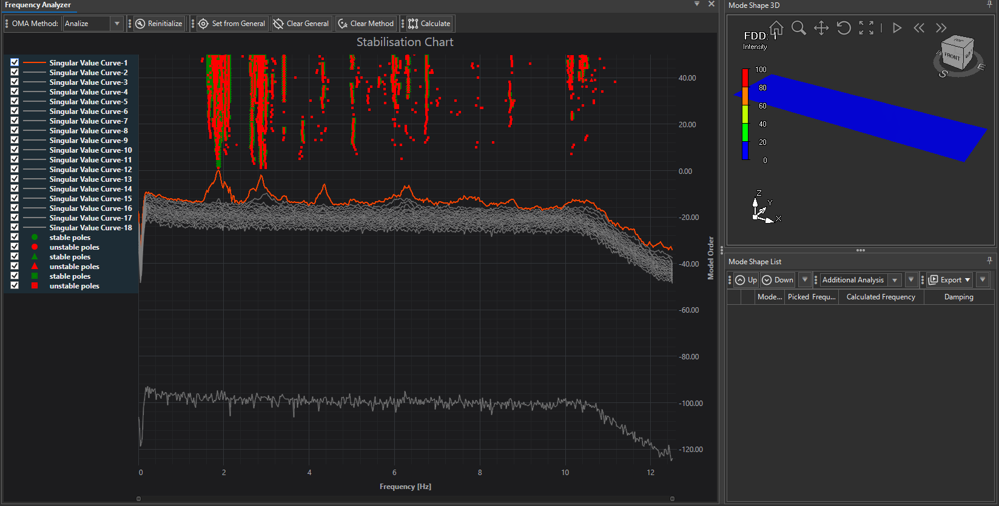 Frequency Analyzer
OMA Method: Analize Reinitialize Set from General Clear General Clear Method Calculate
Stabilisation Chart
Singular Value Curve-1
Singular Value Curve-2
Singular Value Curve-3
Singular Value Curve-4
Singular Value Curve-5
Singular Value Curve-6
Singular Value Curve-7
Singular Value Curve-8
Singular Value Curve-9
Singular Value Curve-10
Singular Value Curve-11
Singular Value Curve-12
Singular Value Curve-13
Singular Value Curve-14
Singular Value Curve-15
Singular Value Curve-16
Singular Value Curve-17
Singular Value Curve-18
stable poles
unstable poles
stable poles
unstable poles
stable poles
unstable poles
40.00
20.00
0.00
-20.00
-40.00
-60.00
-80.00
-100.00
-120.00
Model Order
0 2 4 6 8 10 12
Frequency [Hz]
Mode Shape 3D
FDD: 1
Intensity
100
80
60
40
20
0
TOP
FRONT
S
E
Z
Y
X
Mode Shape List
Up Down Additional Analysis Export
Mode... Picked Frequ... Calculated Frequency Damping